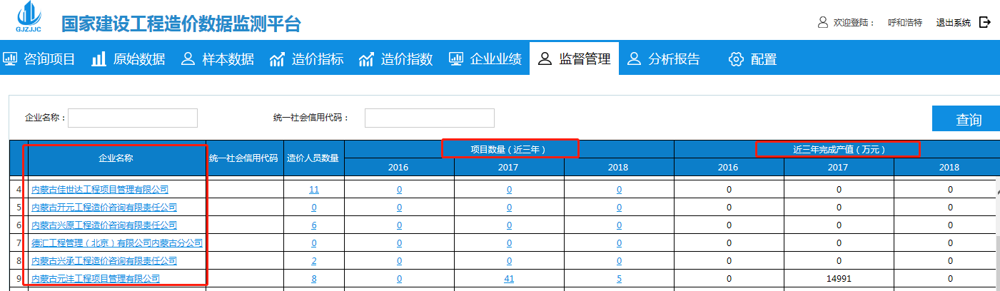 GJZJJC
国家建设工程造价数据监测平台
欢迎登陆： 呼和浩特 退出系统
咨询项目 原始数据 样本数据 造价指标 造价指数 企业业绩 监督管理 分析报告 配置
企业名称： 统一社会信用代码： 查询
企业名称 统一社会信用代码 造价人员数量 项目数量（近三年） 近三年完成产值（万元）
2016 2017 2018 2016 2017 2018
4 内蒙古佳世达工程项目管理有限公司 11 0 0 0 0 0 0
5 内蒙古开元工程造价咨询有限责任公司 0 0 0 0 0 0 0
6 内蒙古兴原工程造价咨询有限责任公司 6 0 0 0 0 0 0
7 德汇工程管理（北京）有限公司内蒙古分公司 0 0 0 0 0 0 0
8 内蒙古兴承工程造价咨询有限责任公司 2 0 0 0 0 0 0
9 内蒙古元沣工程项目管理有限公司 8 0 41 5 0 14991 0